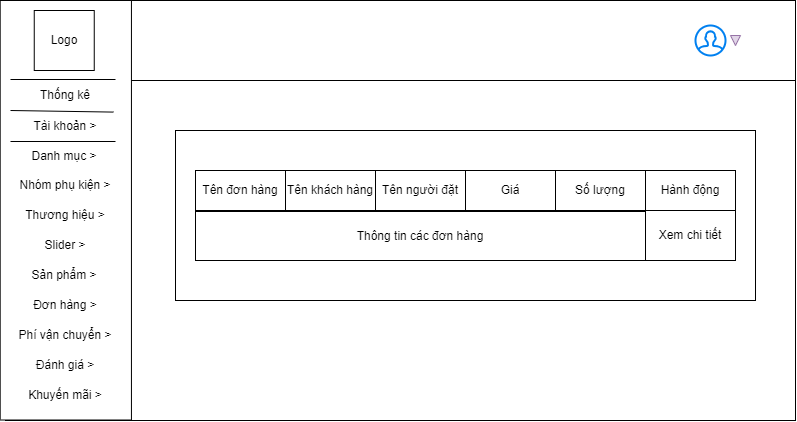 Logo
Thống kê
Tài khoản >
Danh mục >
Nhóm phụ kiện >
Thương hiệu >
Slider >
Sản phẩm >
Đơn hàng >
Phí vận chuyển >
Đánh giá >
Khuyến mãi >
Tên đơn hàng Tên khách hàng Tên người đặt Giá Số lượng Hành động
Thông tin các đơn hàng Xem chi tiết